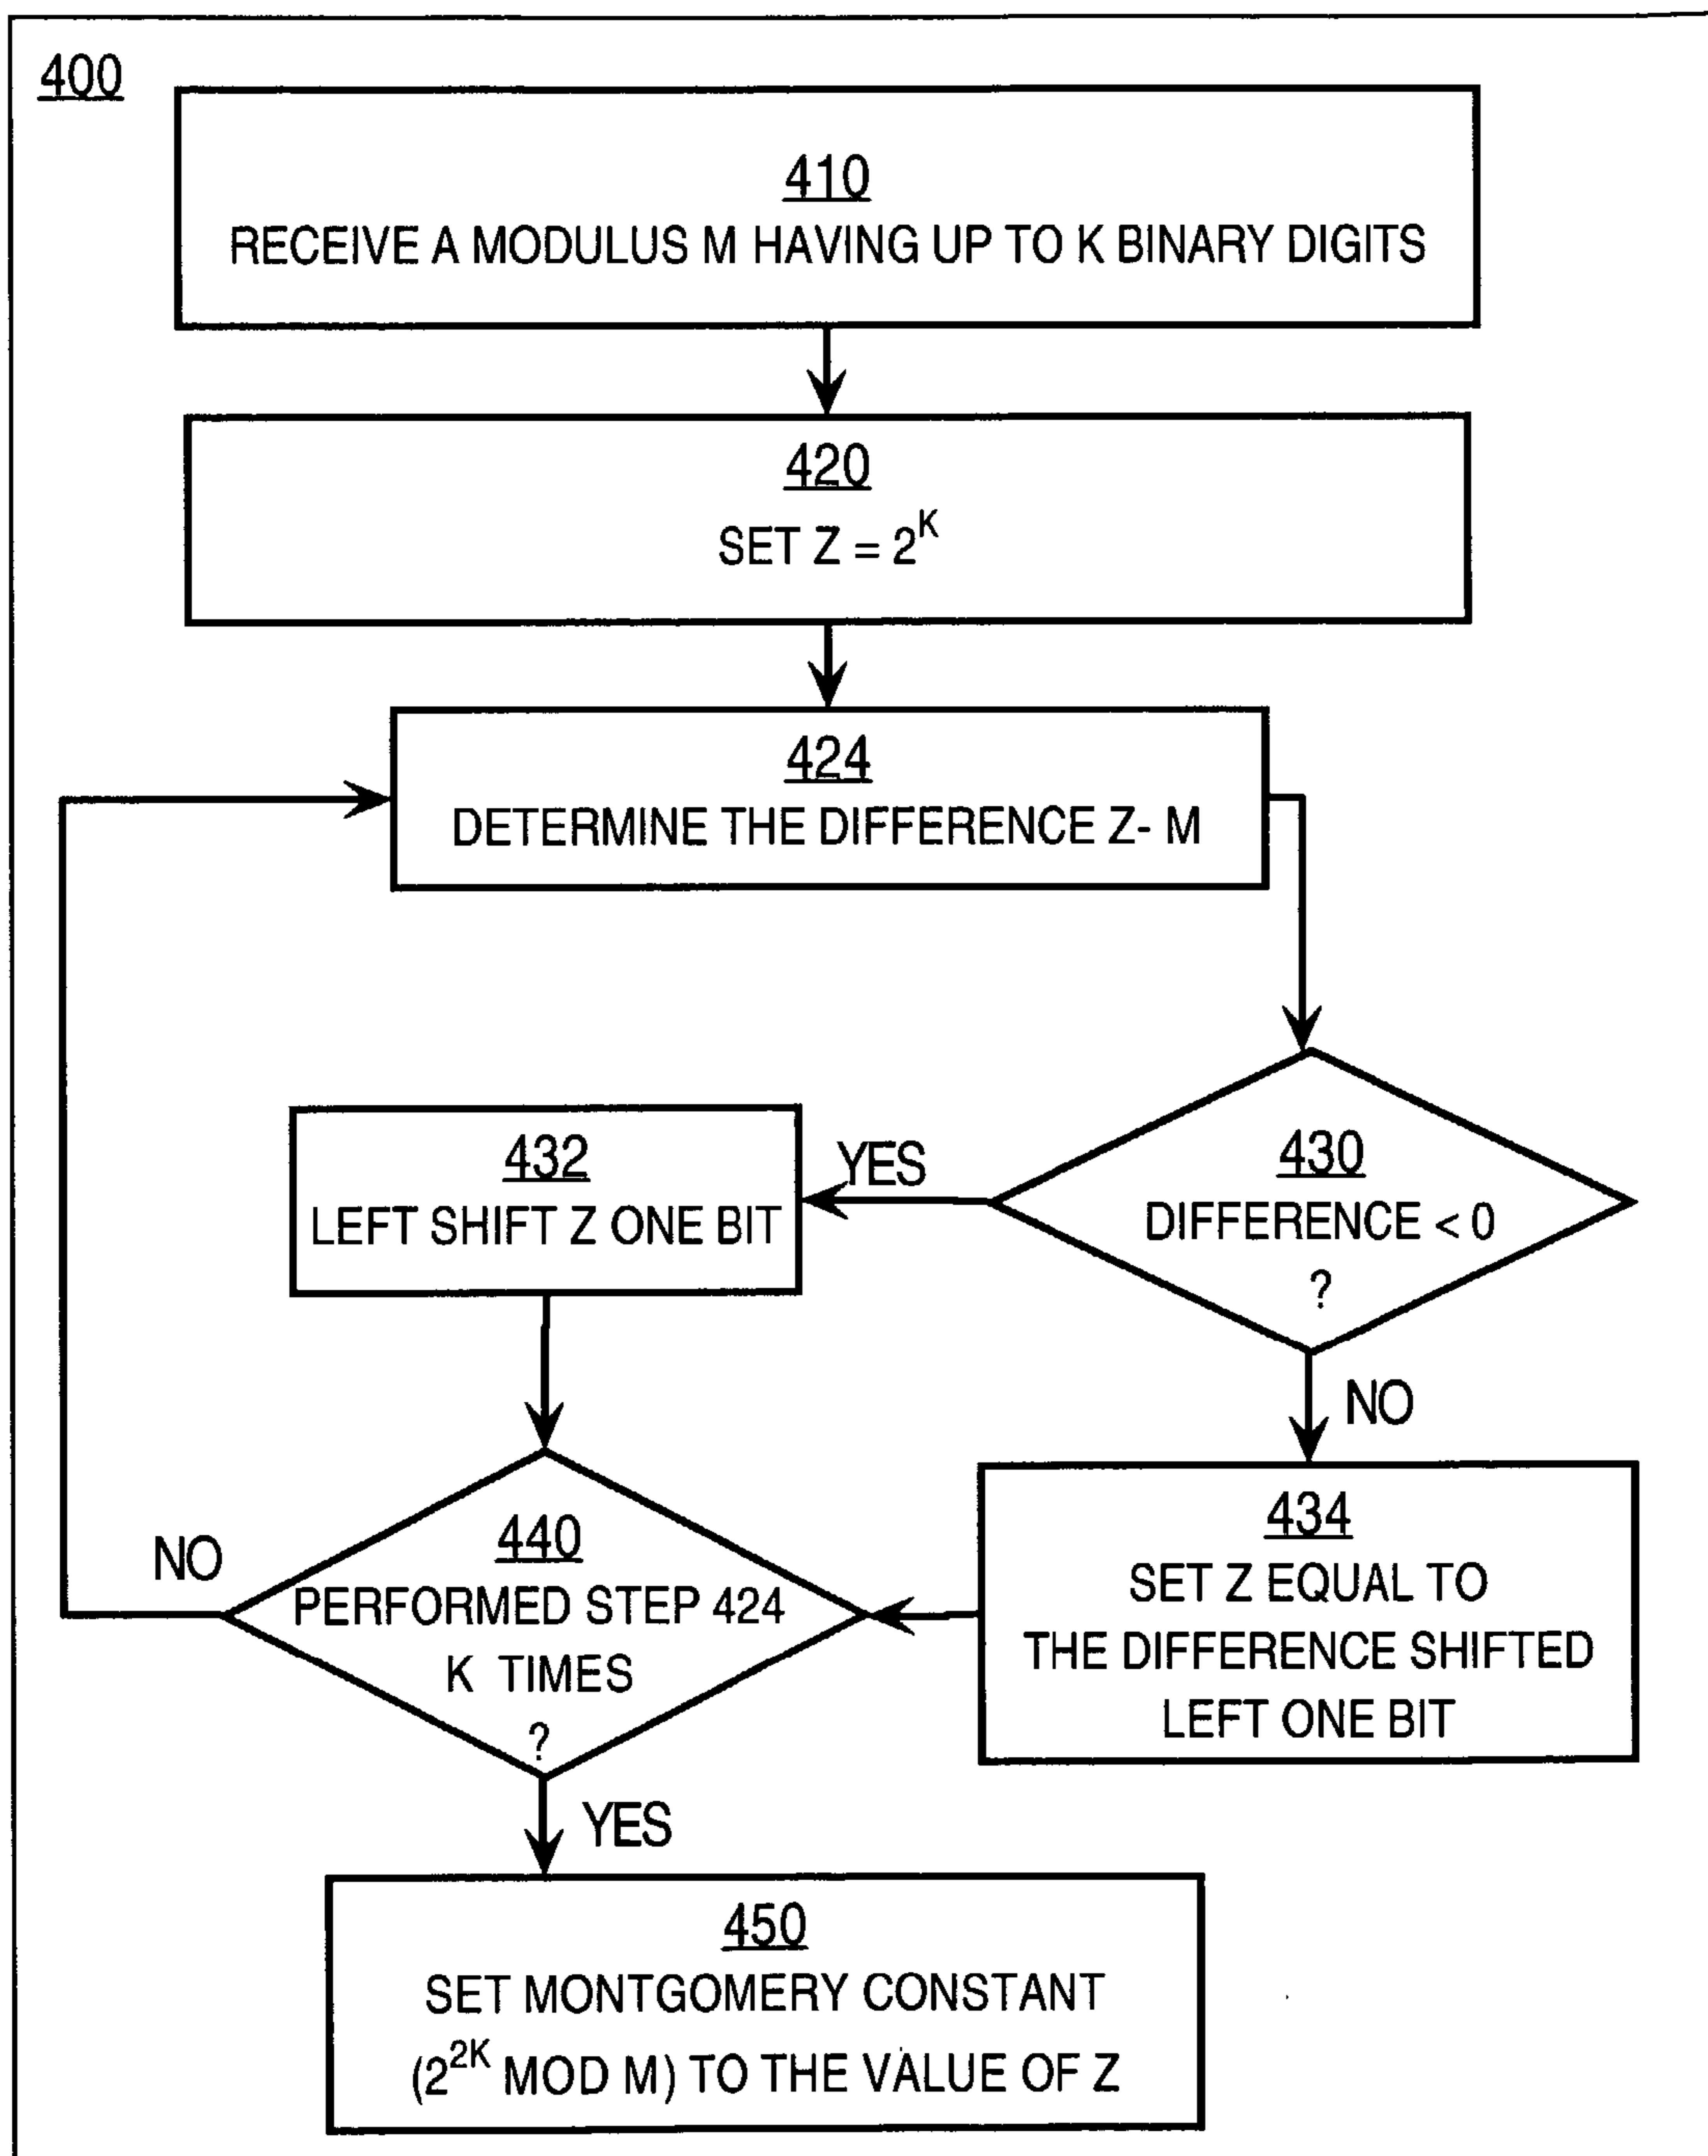 400
410
RECEIVE A MODULUS M HAVING UP TO K BINARY DIGITS
420
SET Z = 2^K
424
DETERMINE THE DIFFERENCE Z- M
430
DIFFERENCE < 0
?
YES
432
LEFT SHIFT Z ONE BIT
NO
434
SET Z EQUAL TO
THE DIFFERENCE SHIFTED
LEFT ONE BIT
440
PERFORMED STEP 424
K TIMES
?
NO
YES
450
SET MONTGOMERY CONSTANT
(2^2K MOD M) TO THE VALUE OF Z